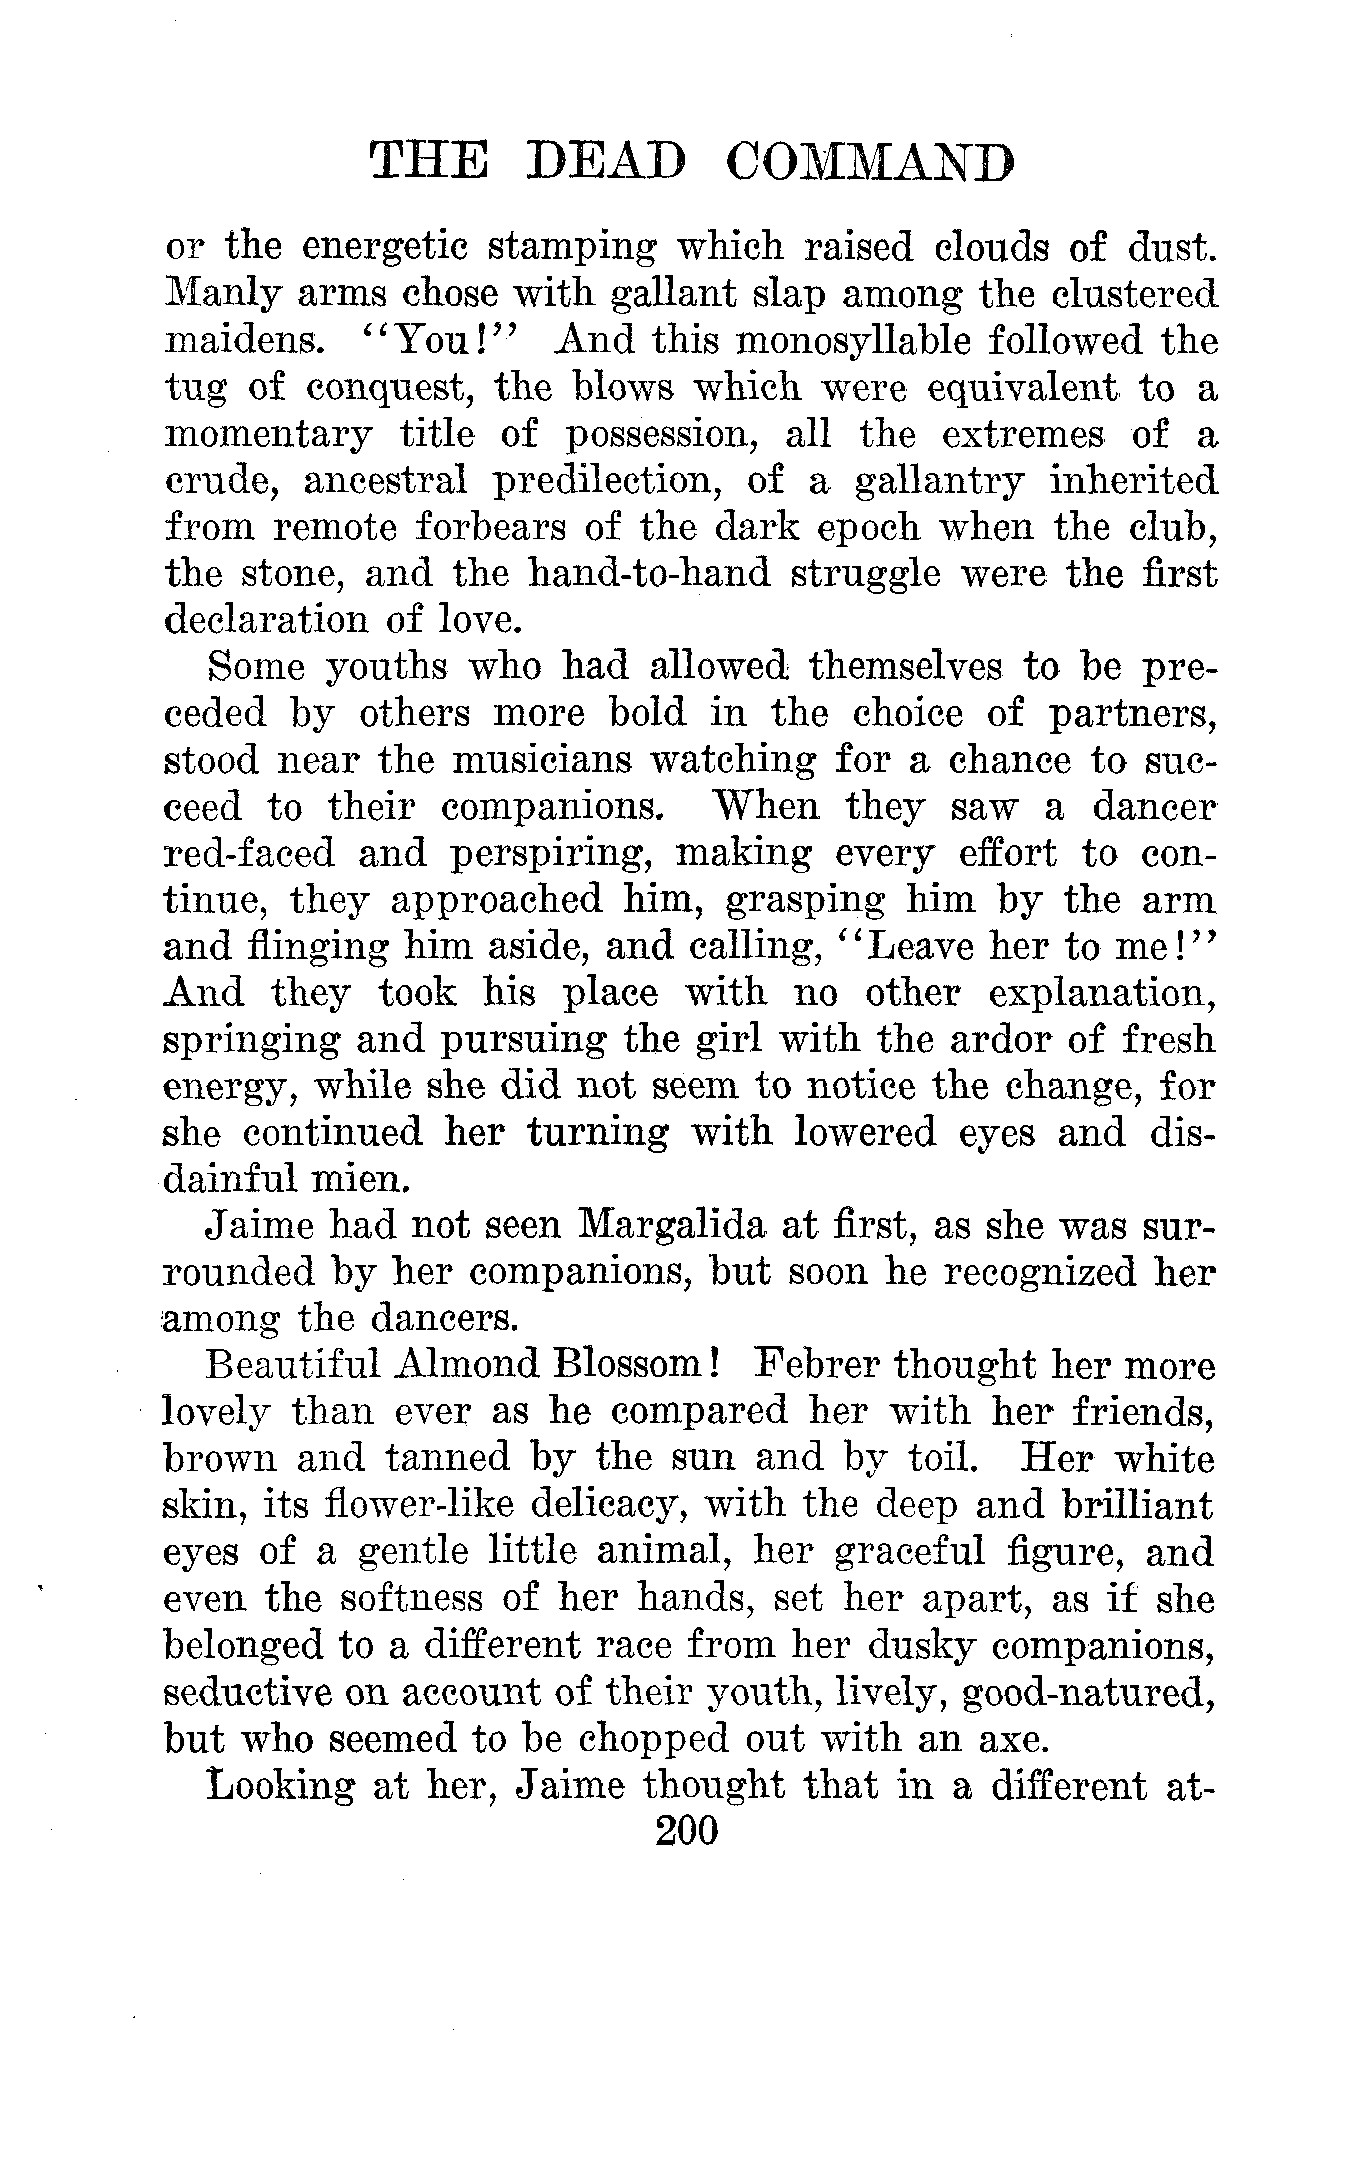 THE DEAD COMMAND
or the energetic stamping which raised clouds of dust.
Manly arms chose with gallant slap among the clustered
maidens. "You!" And this monosyllable followed the
tug of conquest, the blows which were equivalent to a
momentary title of possession, all the extremes of a
crude, ancestral predilection, of a gallantry inherited
from remote forbears of the dark epoch when the club,
the stone, and the hand-to-hand struggle were the first
declaration of love.
Some youths who had allowed themselves to be pre-
ceded by others more bold in the choice of partners,
stood near the musicians watching for a chance to suc-
ceed to their companions. When they saw a dancer
red-faced and perspiring, making every effort to con-
tinue, they approached him, grasping him by the arm
and flinging him aside, and calling, "Leave her to me!"
And they took his place with no other explanation,
springing and pursuing the girl with the ardor of fresh
energy, while she did not seem to notice the change, for
she continued her turning with lowered eyes and dis-
dainful mien.
Jaime had not seen Margalida at first, as she was sur-
rounded by her companions, but soon he recognized her
among the dancers.
Beautiful Almond Blossom! Febrer thought her more
lovely than ever as he compared her with her friends,
brown and tanned by the sun and by toil. Her white
skin, its flower-like delicacy, with the deep and brilliant
eyes of a gentle little animal, her graceful figure, and
even the softness of her hands, set her apart, as if she
belonged to a different race from her dusky companions,
seductive on account of their youth, lively, good-natured,
but who seemed to be chopped out with an axe.
Looking at her, Jaime thought that in a different at-
200